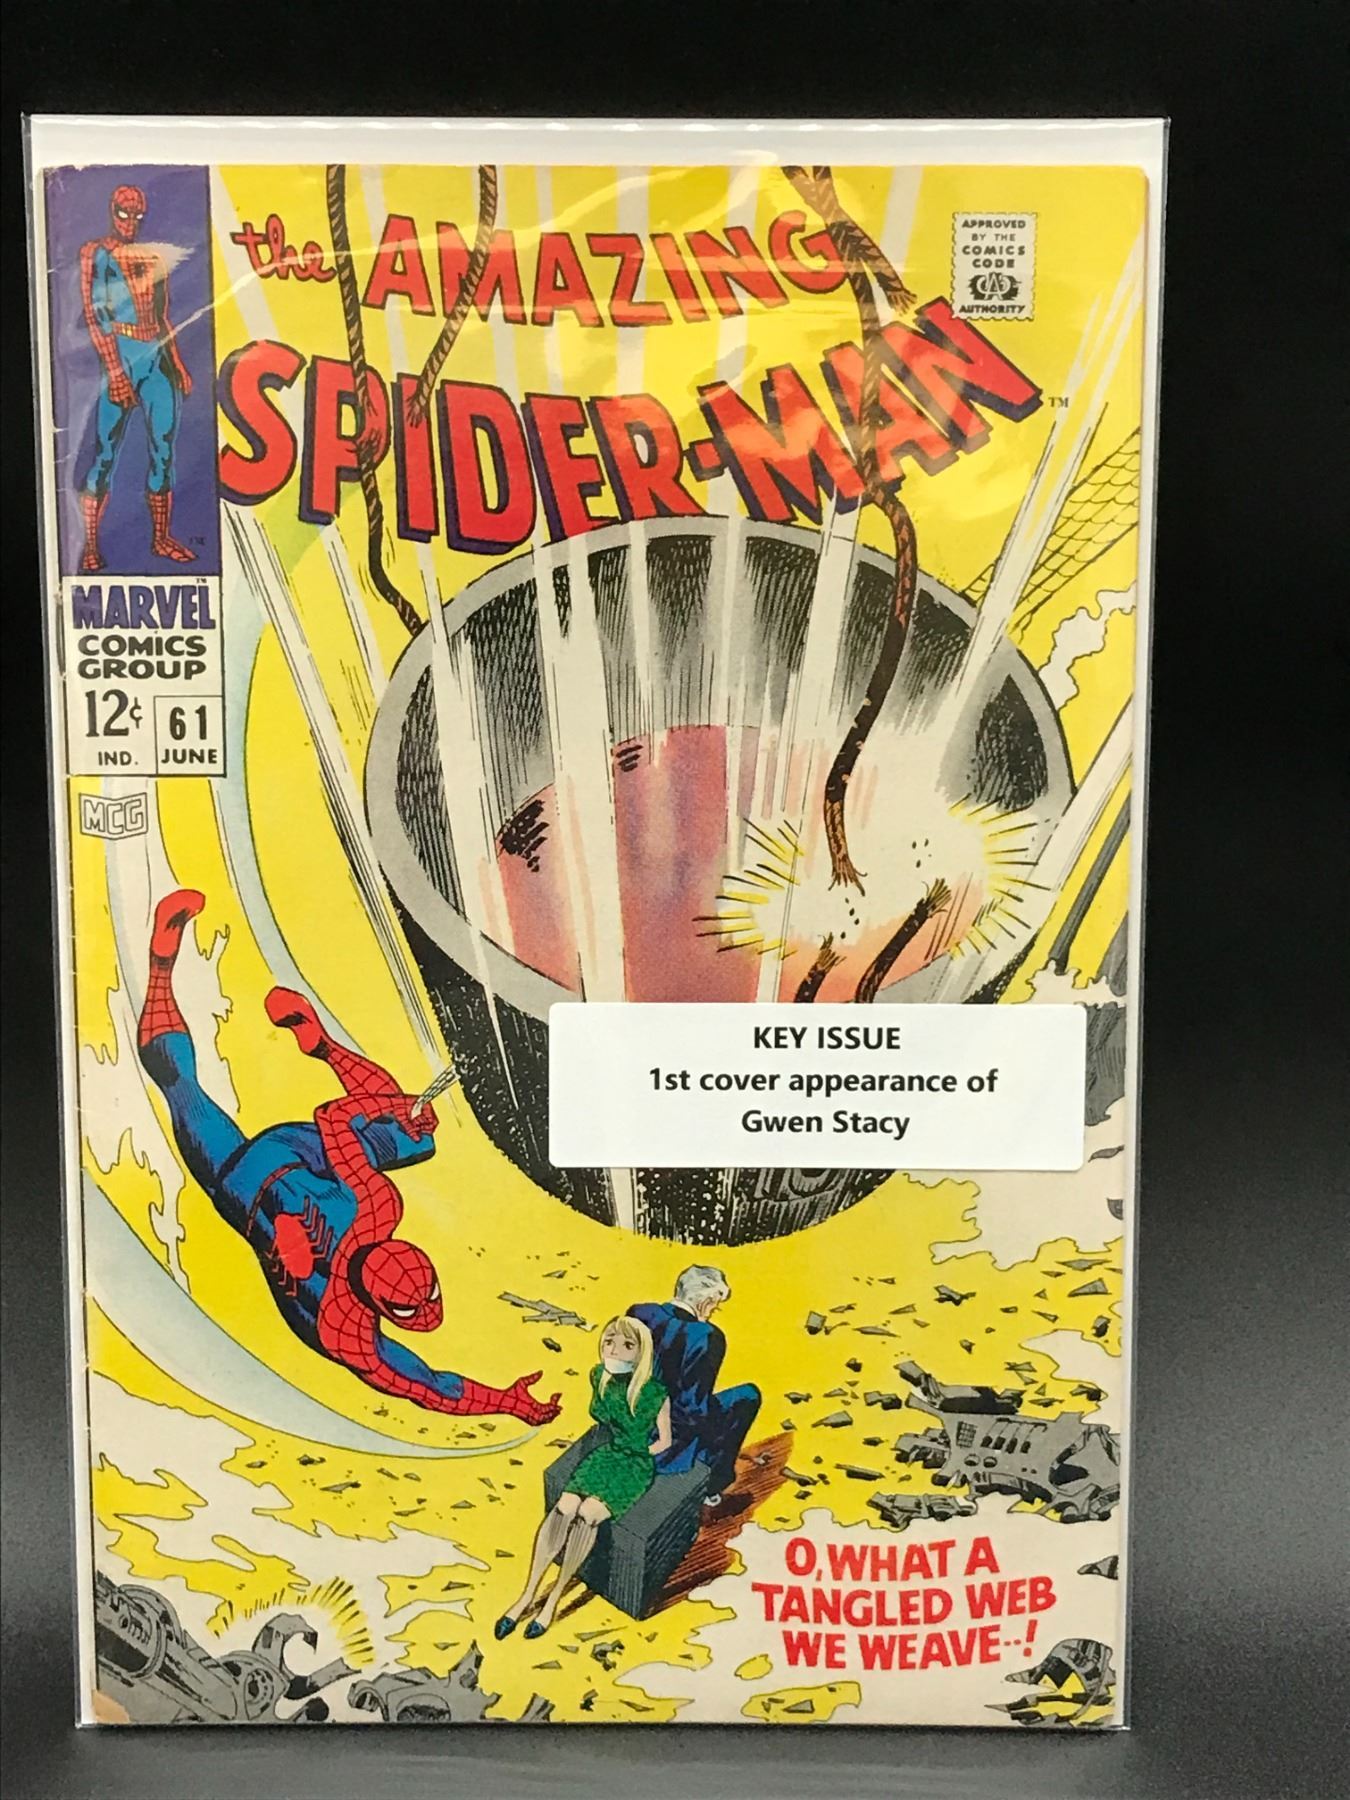 the AMAZING
SPIDER-MAN
TM
APPROVED
BY THE
COMICS
CODE
CA
AUTHORITY
MARVEL
COMICS
GROUP
12¢
IND.
61
JUNE
MCG
KEY ISSUE
1st cover appearance of
Gwen Stacy
O, WHAT A
TANGLED WEB
WE WEAVE--!